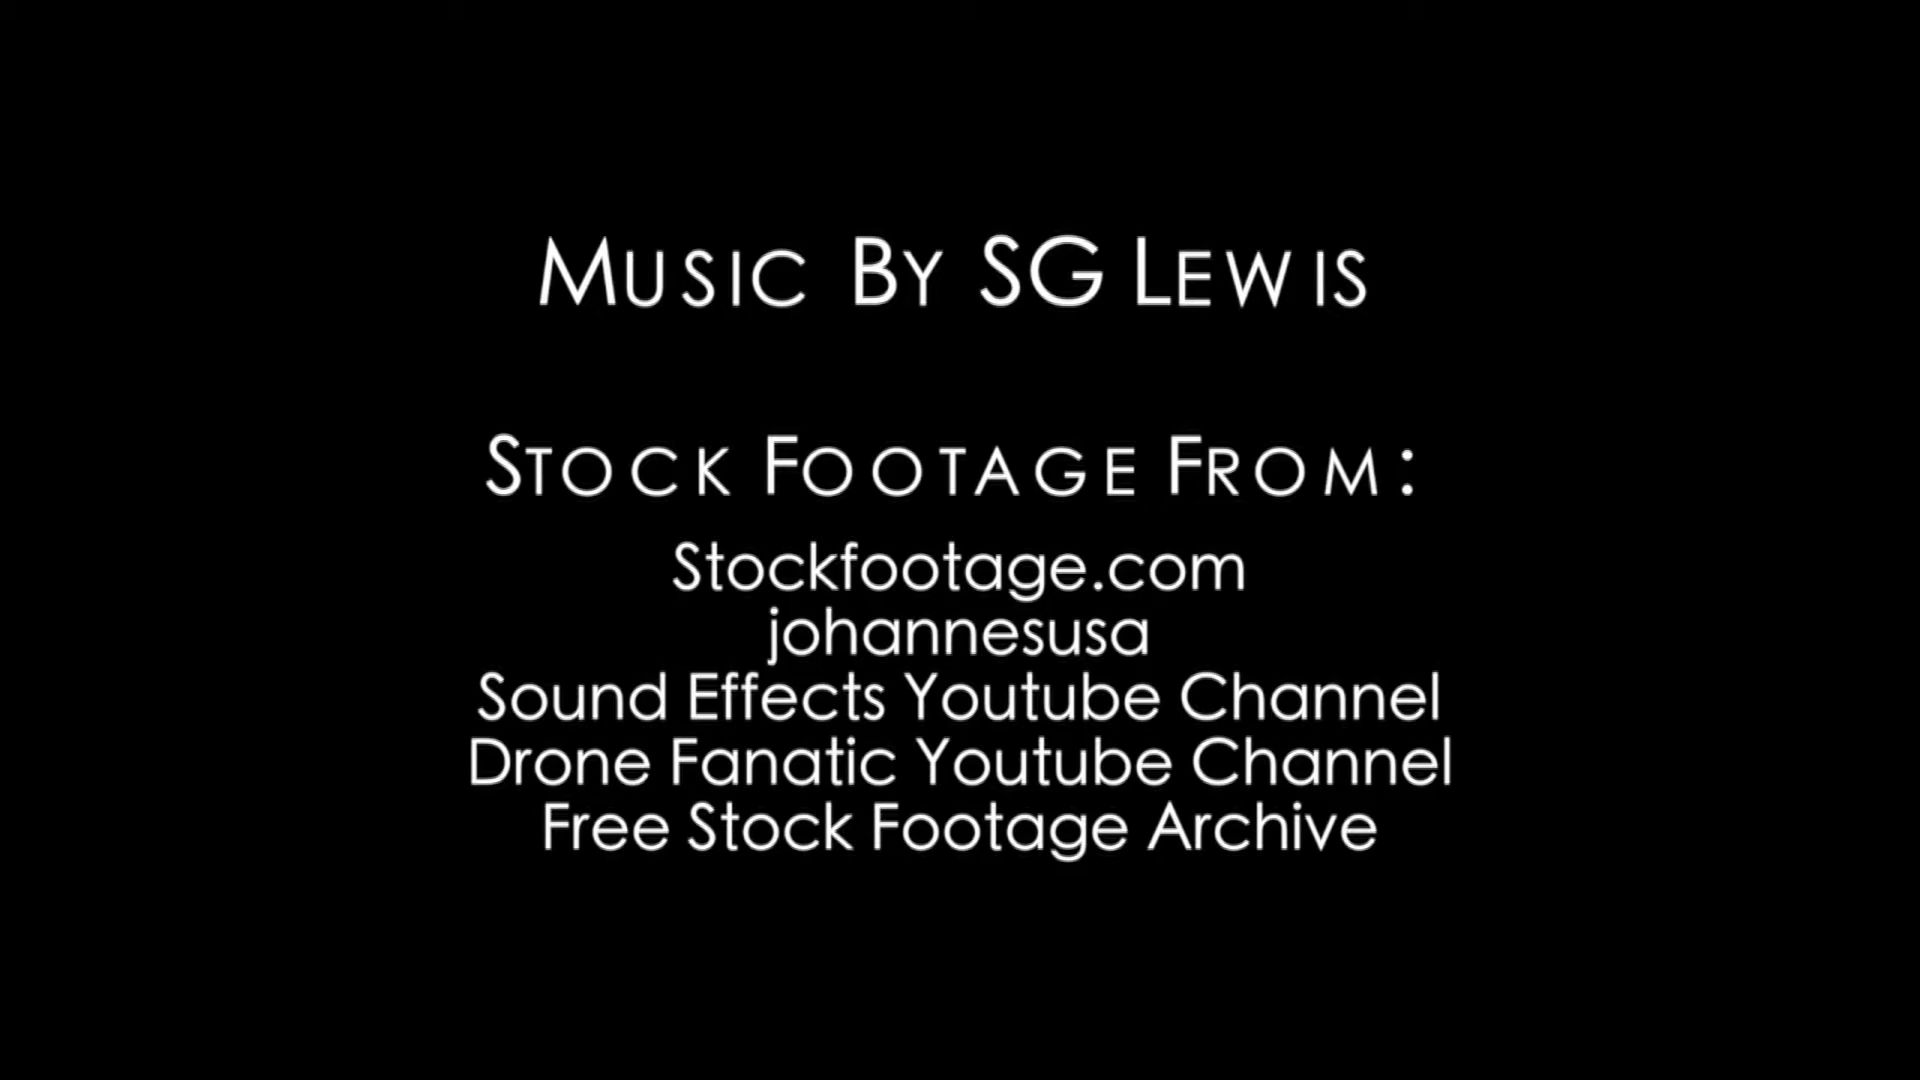 Music By SG Lewis
Stock Footage From:
Stockfootage.com
johannesusa
Sound Effects Youtube Channel
Drone Fanatic Youtube Channel
Free Stock Footage Archive